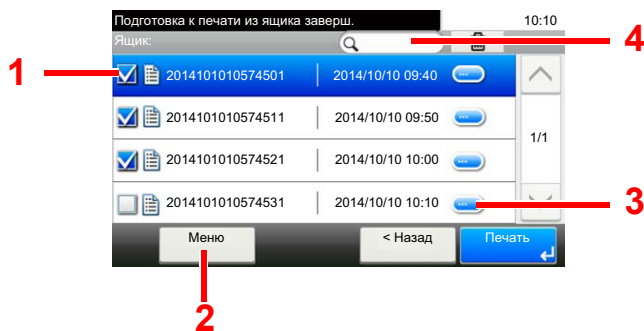 Подготовка к печати из ящика заверш. 10:10
Ящик: 4
1 2014101010574501 2014/10/10 09:40
2014101010574511 2014/10/10 09:50
1/1
2014101010574521 2014/10/10 10:00
2014101010574531 2014/10/10 10:10 3
Меню < Назад Печать
2